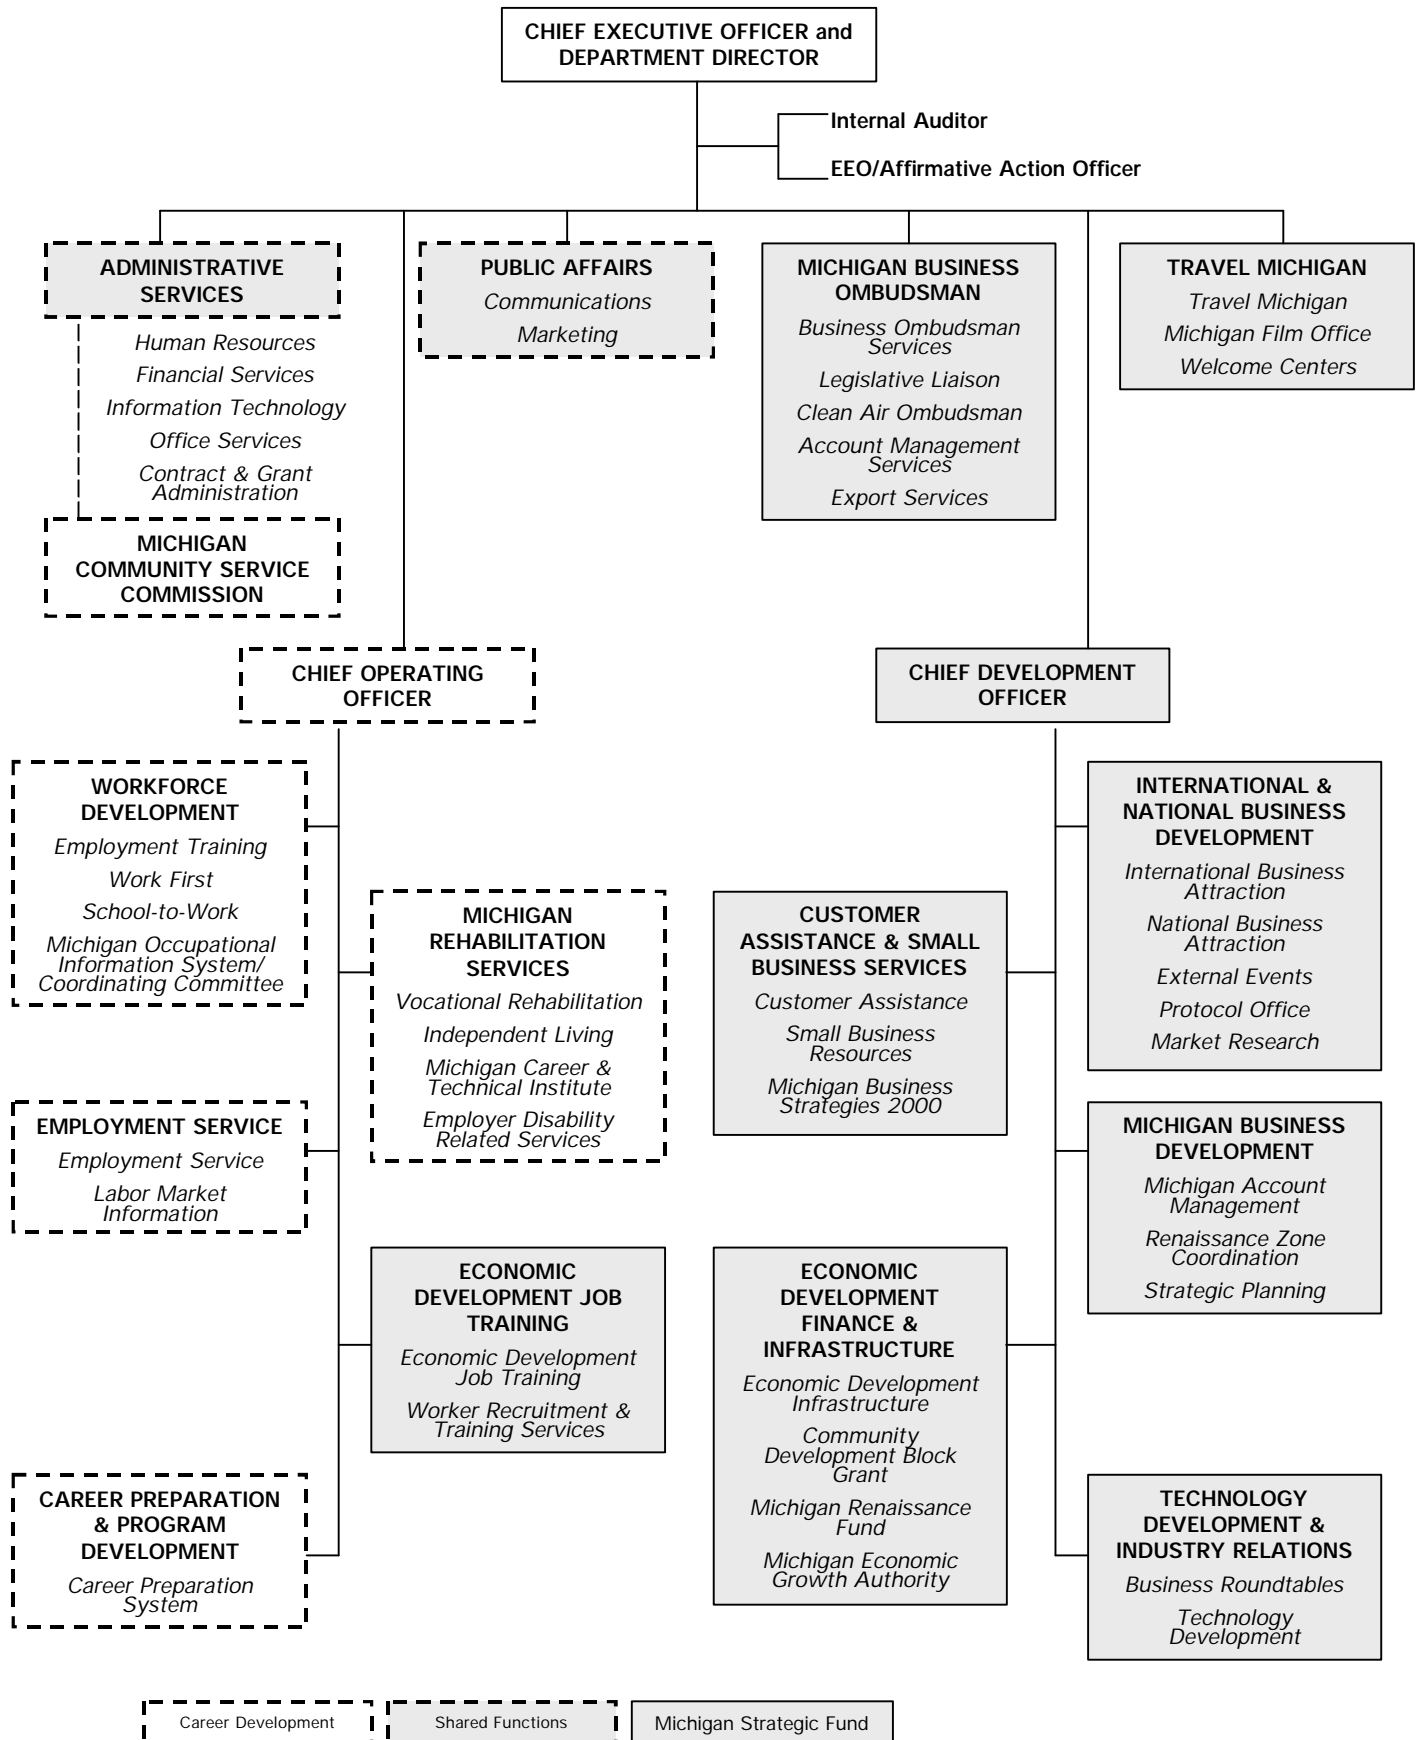 CHIEF EXECUTIVE OFFICER and
DEPARTMENT DIRECTOR
Internal Auditor
EEO/Affirmative Action Officer
ADMINISTRATIVE
SERVICES
Human Resources
Financial Services
Information Technology
Office Services
Contract & Grant
Administration
MICHIGAN
COMMUNITY SERVICE
COMMISSION
PUBLIC AFFAIRS
Communications
Marketing
MICHIGAN BUSINESS
OMBUDSMAN
Business Ombudsman
Services
Legislative Liaison
Clean Air Ombudsman
Account Management
Services
Export Services
TRAVEL MICHIGAN
Travel Michigan
Michigan Film Office
Welcome Centers
CHIEF OPERATING
OFFICER
WORKFORCE
DEVELOPMENT
Employment Training
Work First
School-to-Work
Michigan Occupational
Information System/
Coordinating Committee
MICHIGAN
REHABILITATION
SERVICES
Vocational Rehabilitation
Independent Living
Michigan Career &
Technical Institute
Employer Disability
Related Services
EMPLOYMENT SERVICE
Employment Service
Labor Market
Information
ECONOMIC
DEVELOPMENT JOB
TRAINING
Economic Development
Job Training
Worker Recruitment &
Training Services
CAREER PREPARATION
& PROGRAM
DEVELOPMENT
Career Preparation
System
CHIEF DEVELOPMENT
OFFICER
INTERNATIONAL &
NATIONAL BUSINESS
DEVELOPMENT
International Business
Attraction
National Business
Attraction
External Events
Protocol Office
Market Research
CUSTOMER
ASSISTANCE & SMALL
BUSINESS SERVICES
Customer Assistance
Small Business
Resources
Michigan Business
Strategies 2000
MICHIGAN BUSINESS
DEVELOPMENT
Michigan Account
Management
Renaissance Zone
Coordination
Strategic Planning
ECONOMIC
DEVELOPMENT
FINANCE &
INFRASTRUCTURE
Economic Development
Infrastructure
Community
Development Block
Grant
Michigan Renaissance
Fund
Michigan Economic
Growth Authority
TECHNOLOGY
DEVELOPMENT &
INDUSTRY RELATIONS
Business Roundtables
Technology
Development
Career Development
Shared Functions
Michigan Strategic Fund